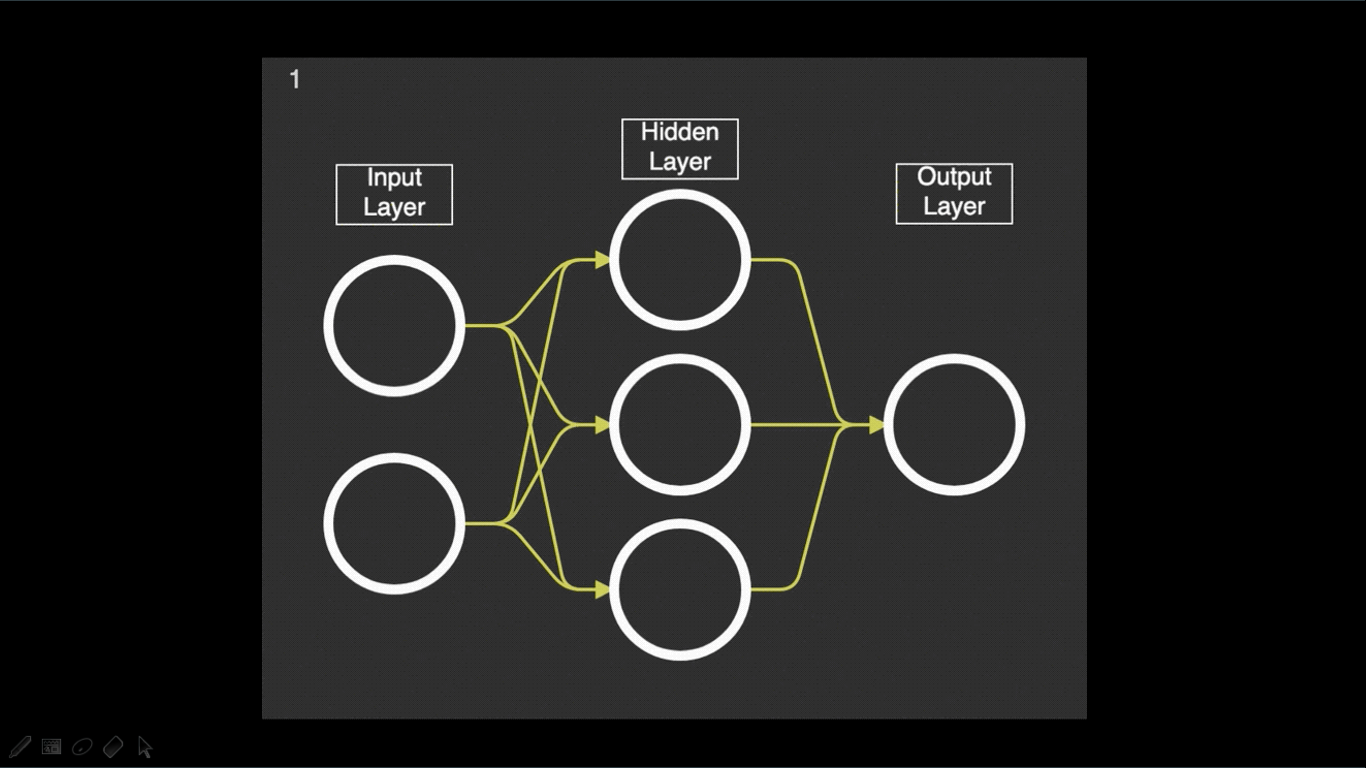 1
Hidden
Layer
Input
Layer
Output
Layer